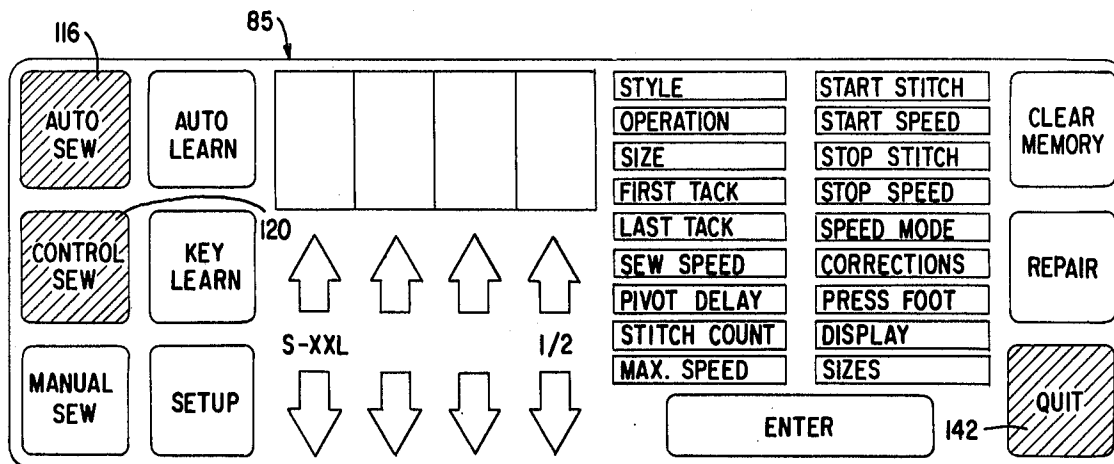 116
85
AUTO
SEW
AUTO
LEARN
CONTROL
SEW
120
KEY
LEARN
MANUAL
SEW
SETUP
S-XXL
1/2
STYLE
OPERATION
SIZE
FIRST TACK
LAST TACK
SEW SPEED
PIVOT DELAY
STITCH COUNT
MAX. SPEED
START STITCH
START SPEED
STOP STITCH
STOP SPEED
SPEED MODE
CORRECTIONS
PRESS FOOT
DISPLAY
SIZES
ENTER
CLEAR
MEMORY
REPAIR
QUIT
142